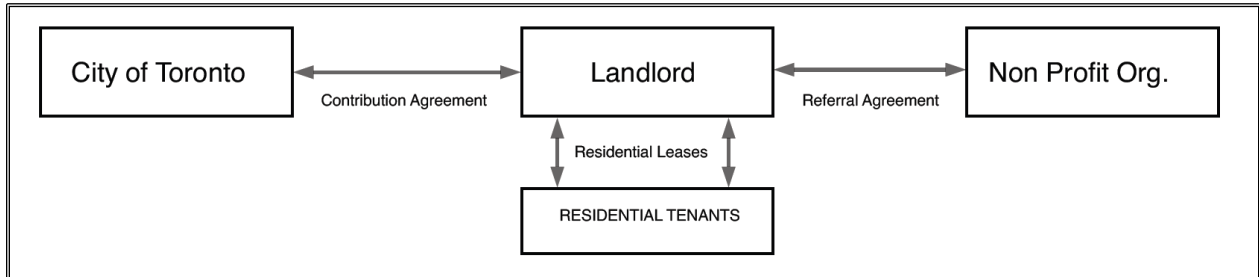 City of Toronto
Contribution Agreement
Landlord
Referral Agreement
Non Profit Org.
Residential Leases
RESIDENTIAL TENANTS